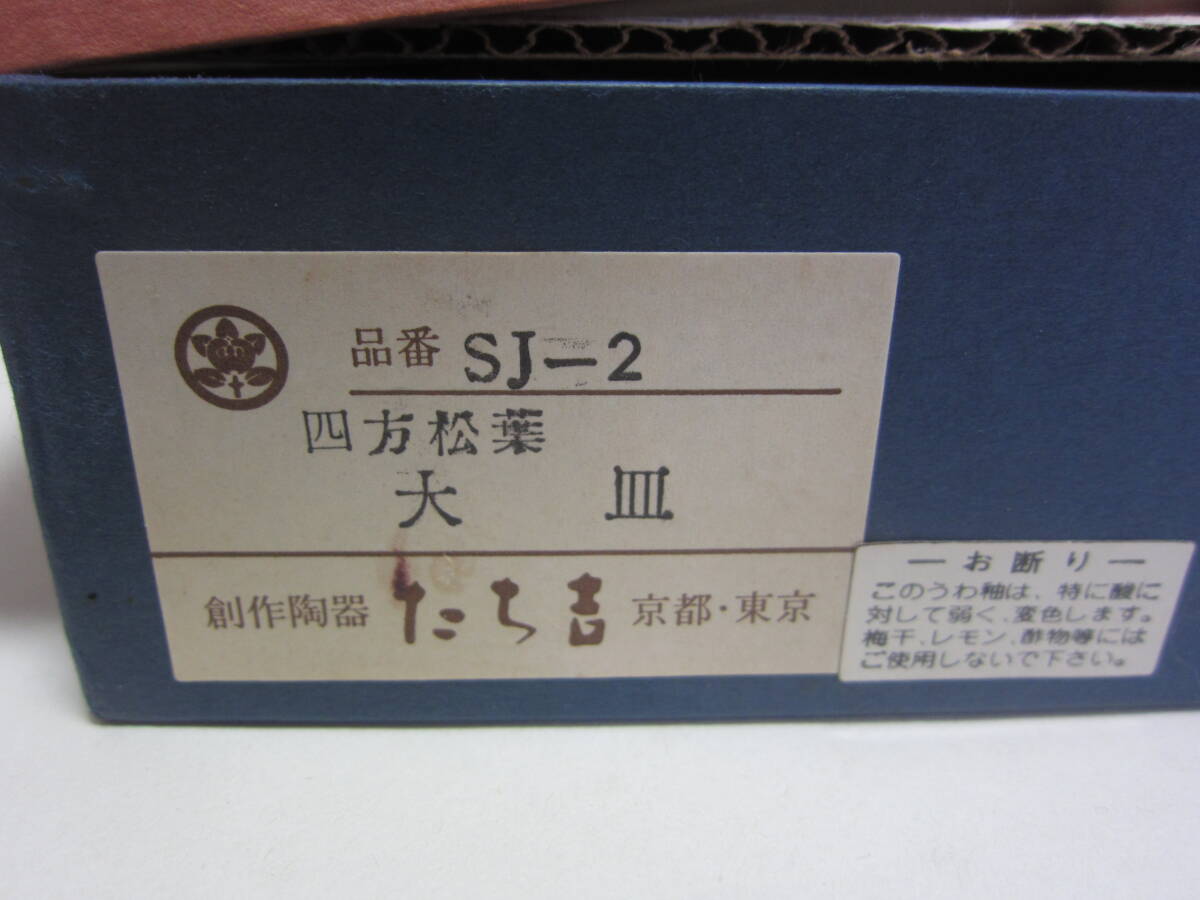 品番 SJ-2
四方松葉
大皿
創作陶器 たち吉 京都・東京
ーお断りー
このうわ釉は、特に酸に
対して弱く、変色します。
梅干、レモン、酢物等には
ご使用しないで下さい。